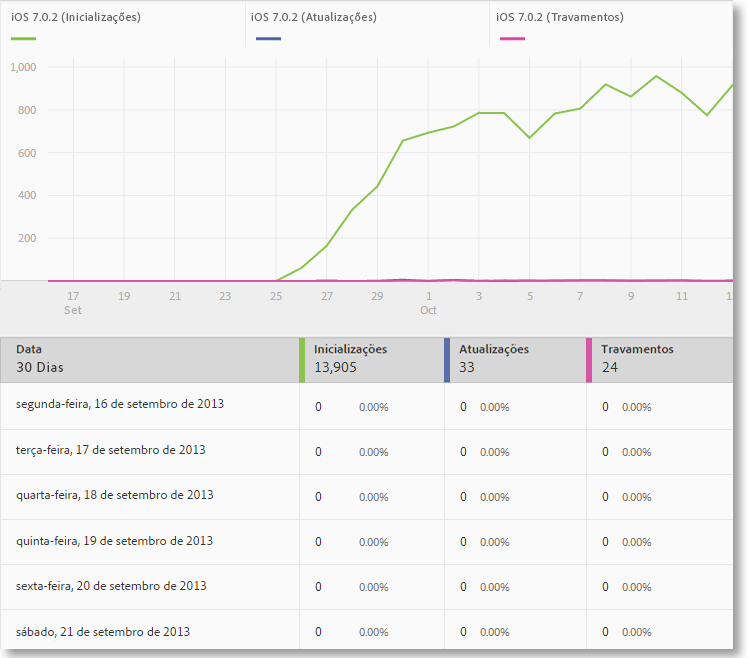 iOS 7.0.2 (Inicializações) iOS 7.0.2 (Atualizações) iOS 7.0.2 (Travamentos)
1,000
800
600
400
200
17 19 21 23 25 27 29 1 3 5 7 9 11
Set Oct
Data Inicializações Atualizações Travamentos
30 Dias 13,905 33 24
segunda-feira, 16 de setembro de 2013 0 0.00% 0 0.00% 0 0.00%
terça-feira, 17 de setembro de 2013 0 0.00% 0 0.00% 0 0.00%
quarta-feira, 18 de setembro de 2013 0 0.00% 0 0.00% 0 0.00%
quinta-feira, 19 de setembro de 2013 0 0.00% 0 0.00% 0 0.00%
sexta-feira, 20 de setembro de 2013 0 0.00% 0 0.00% 0 0.00%
sábado, 21 de setembro de 2013 0 0.00% 0 0.00% 0 0.00%